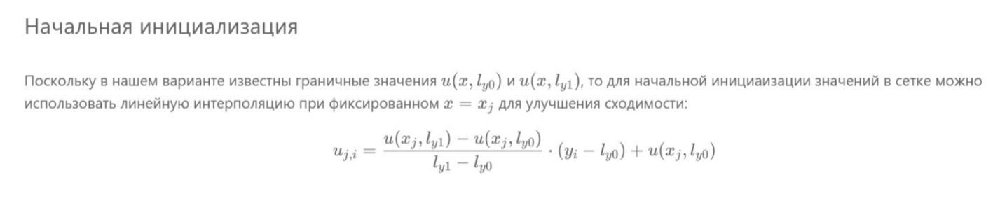 Начальная инициализация
Поскольку в нашем варианте известны граничные значения $u(x, l_{y0})$ и $u(x, l_{y1})$, то для начальной инициаизации значений в сетке можно
использовать линейную интерполяцию при фиксированном $x = x_j$ для улучшения сходимости:
$u_{j,i} = \frac{u(x_j, l_{y1}) - u(x_j, l_{y0})}{l_{y1} - l_{y0}} \cdot (y_i - l_{y0}) + u(x_j, l_{y0})$